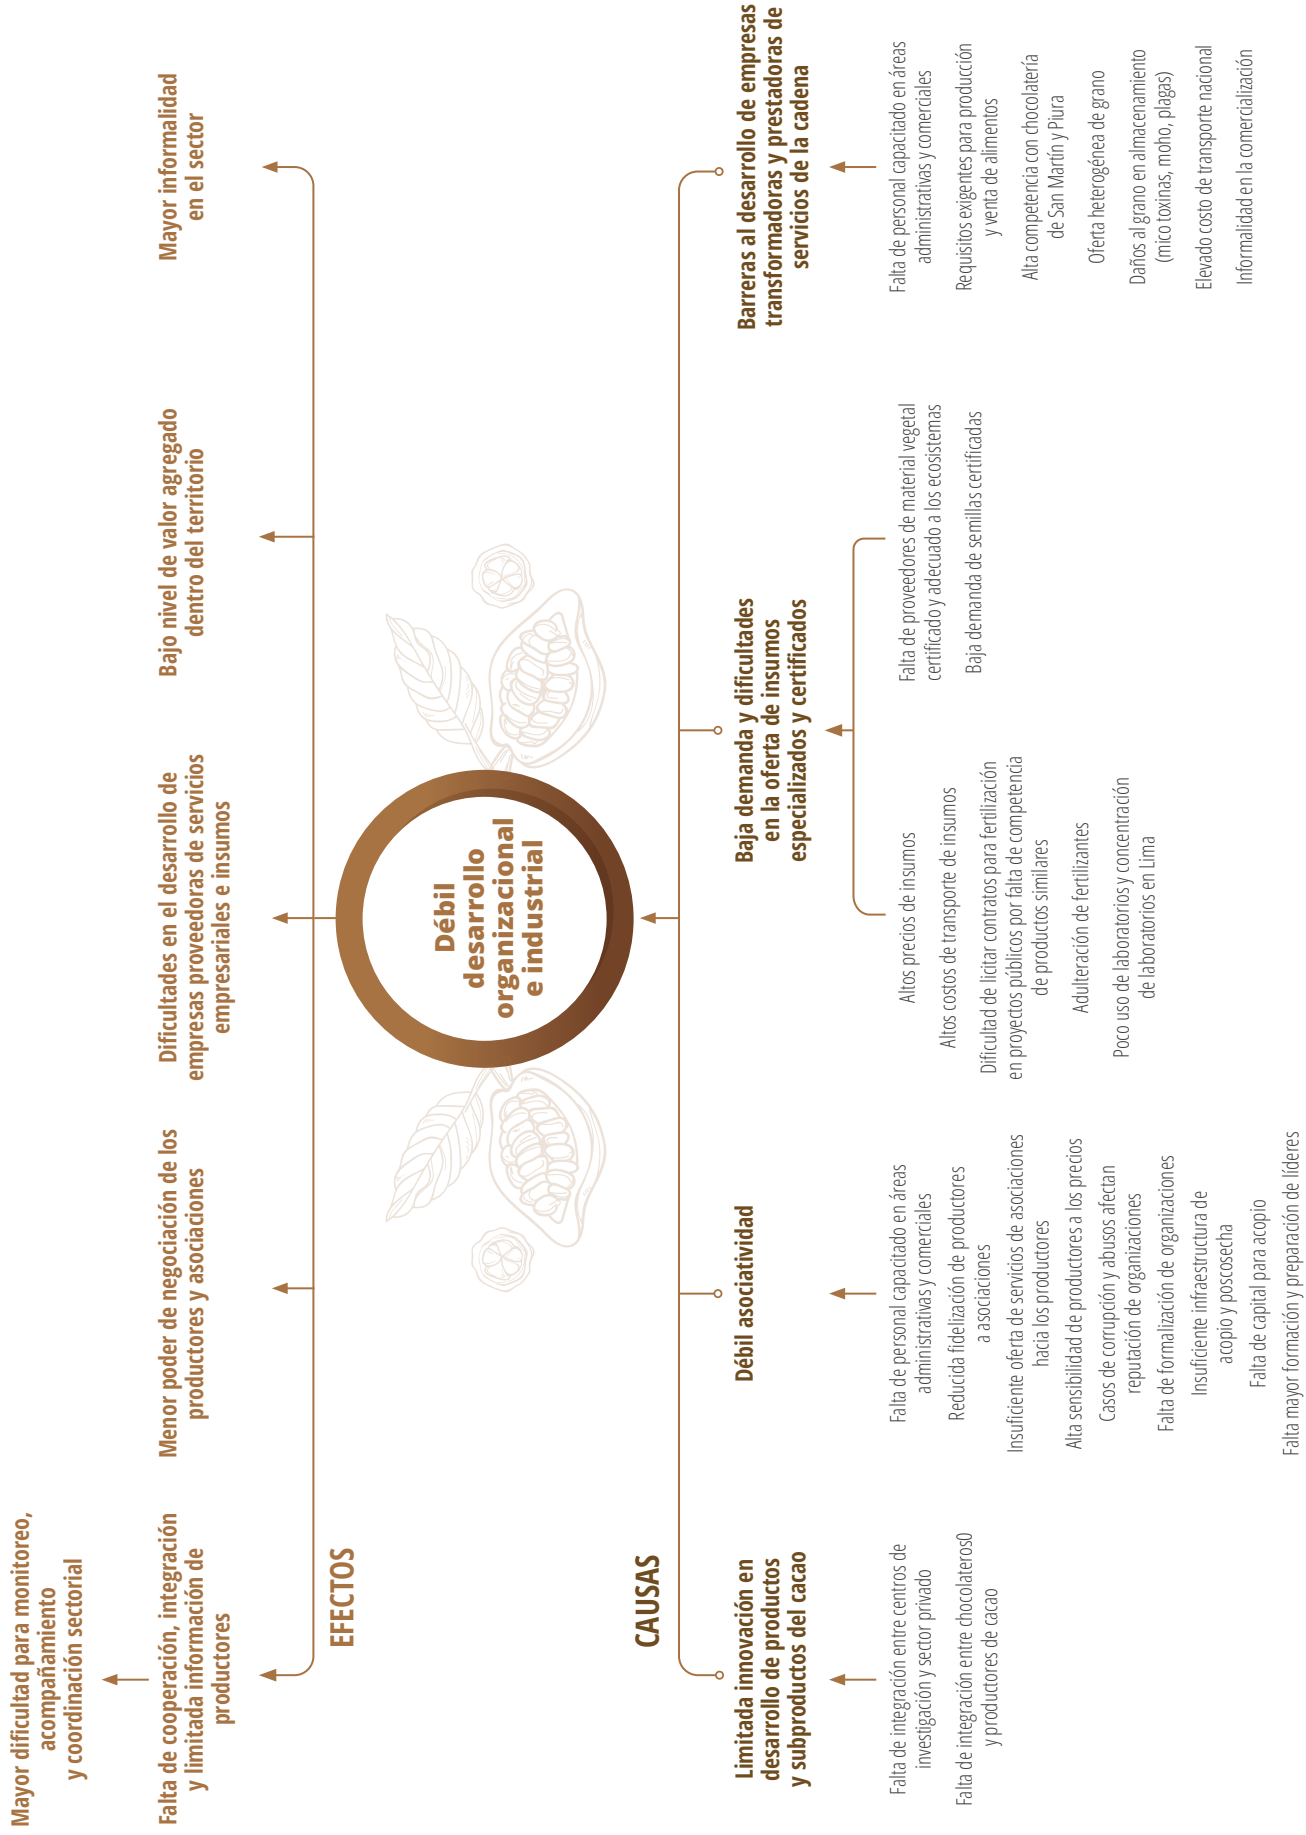 Mayor dificultad para monitoreo,
acompañamiento
y coordinación sectorial
Falta de cooperación, integración
y limitada información de
productores
Menor poder de negociación de los
productores y asociaciones
Dificultades en el desarrollo de
empresas proveedoras de servicios
empresariales e insumos
Bajo nivel de valor agregado
dentro del territorio
Mayor informalidad
en el sector
EFECTOS
Débil
desarrollo
organizacional
e industrial
CAUSAS
Limitada innovación en
desarrollo de productos
y subproductos del cacao
Falta de integración entre centros de
investigación y sector privado
Falta de integración entre chocolateros0
y productores de cacao
Débil asociatividad
Falta de personal capacitado en áreas
administrativas y comerciales
Reducida fidelización de productores
a asociaciones
Insuficiente oferta de servicios de asociaciones
hacia los productores
Alta sensibilidad de productores a los precios
Casos de corrupción y abusos afectan
reputación de organizaciones
Falta de formalización de organizaciones
Insuficiente infraestructura de
acopio y poscosecha
Falta de capital para acopio
Falta mayor formación y preparación de líderes
Baja demanda y dificultades
en la oferta de insumos
especializados y certificados
Altos precios de insumos
Altos costos de transporte de insumos
Dificultad de licitar contratos para fertilización
en proyectos públicos por falta de competencia
de productos similares
Adulteración de fertilizantes
Poco uso de laboratorios y concentración
de laboratorios en Lima
Falta de proveedores de material vegetal
certificado y adecuado a los ecosistemas
Baja demanda de semillas certificadas
Barreras al desarrollo de empresas
transformadoras y prestadoras de
servicios de la cadena
Falta de personal capacitado en áreas
administrativas y comerciales
Requisitos exigentes para producción
y venta de alimentos
Alta competencia con chocolatería
de San Martín y Piura
Oferta heterogénea de grano
Daños al grano en almacenamiento
(mico toxinas, moho, plagas)
Elevado costo de transporte nacional
Informalidad en la comercialización